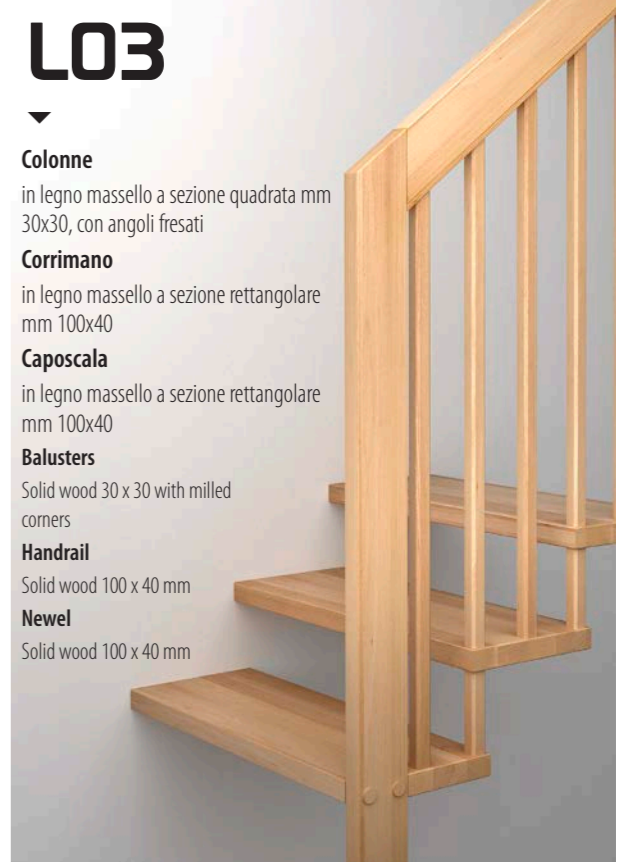 L03
Colonne
in legno massello a sezione quadrata mm
30x30, con angoli fresati
Corrimano
in legno massello a sezione rettangolare
mm 100x40
Caposcala
in legno massello a sezione rettangolare
mm 100x40
Balusters
Solid wood 30 x 30 with milled
corners
Handrail
Solid wood 100 x 40 mm
Newel
Solid wood 100 x 40 mm